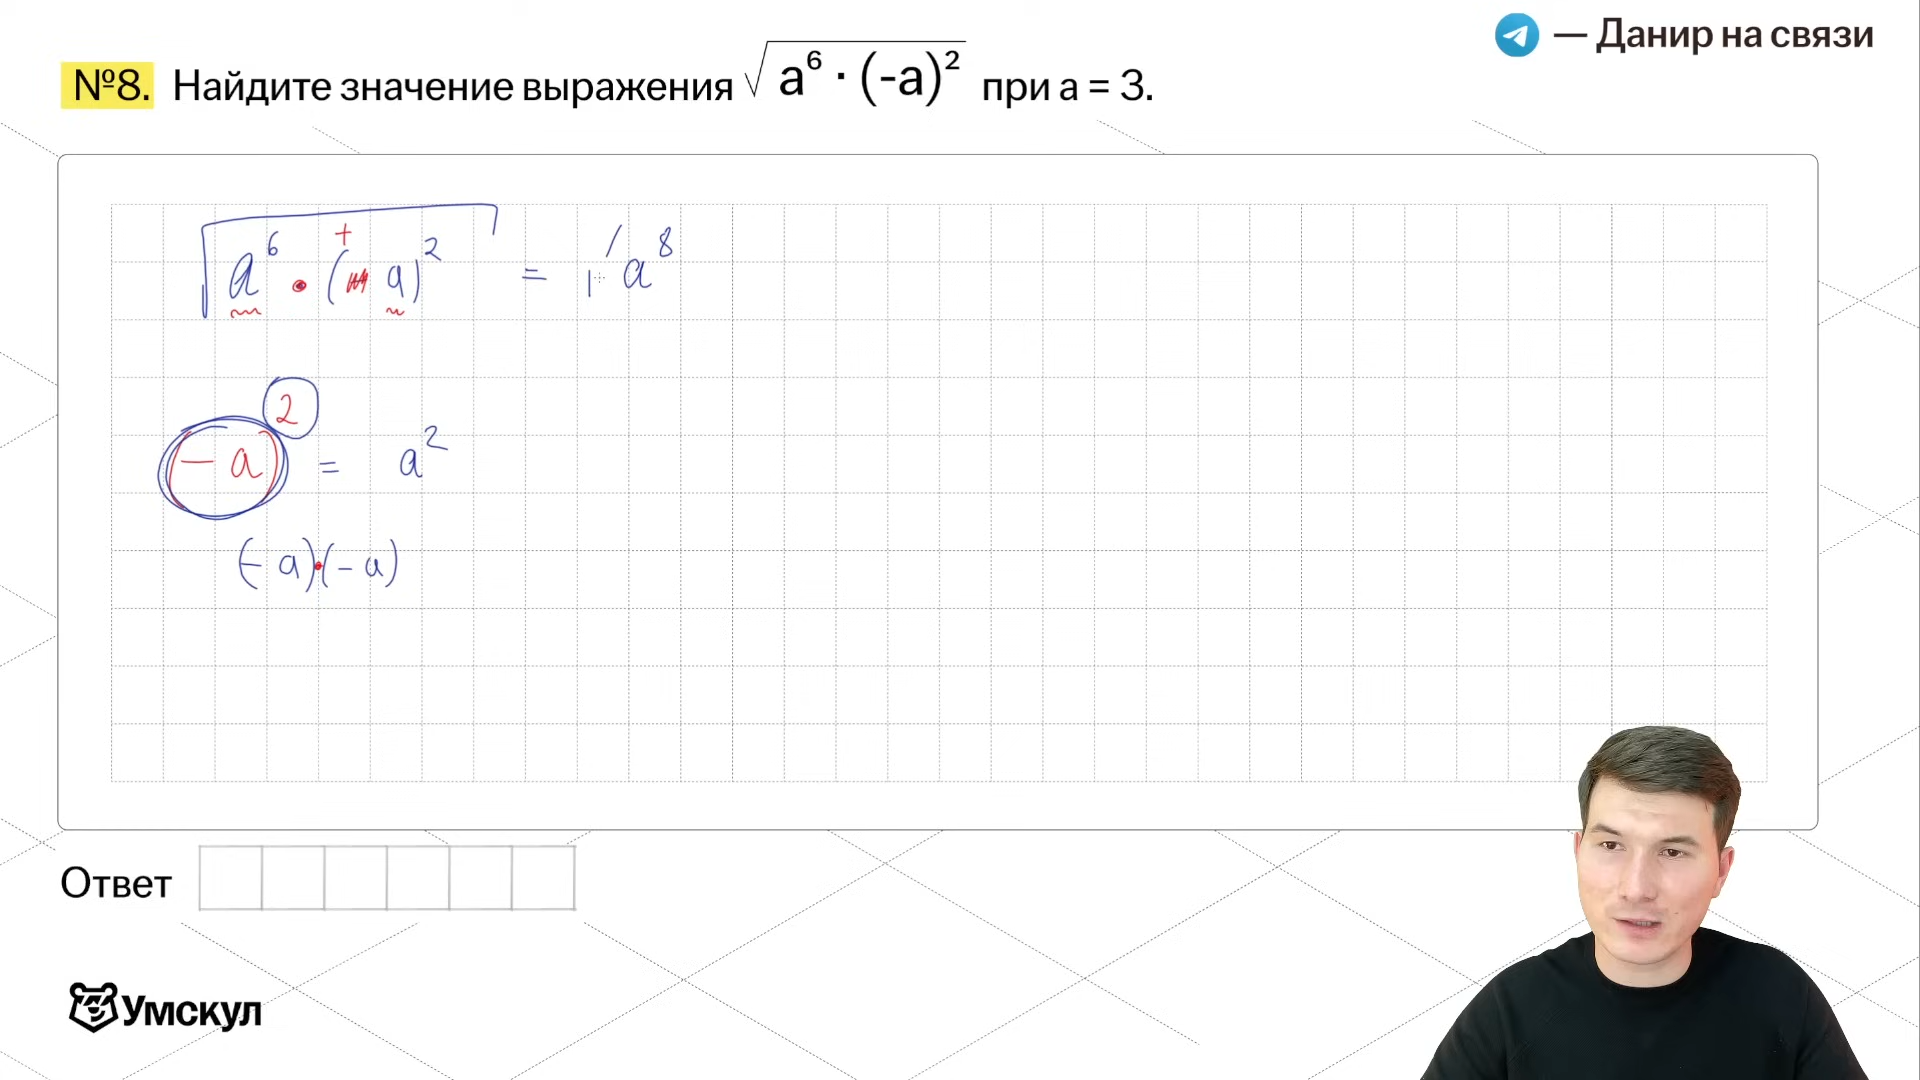 — Данир на связи
№8. Найдите значение выражения √a⁶ · (-a)² при a = 3.
√a⁶ · (a)² = a⁸
+
(-a)² = a²
(-a)·(-a)
Ответ
Умскул